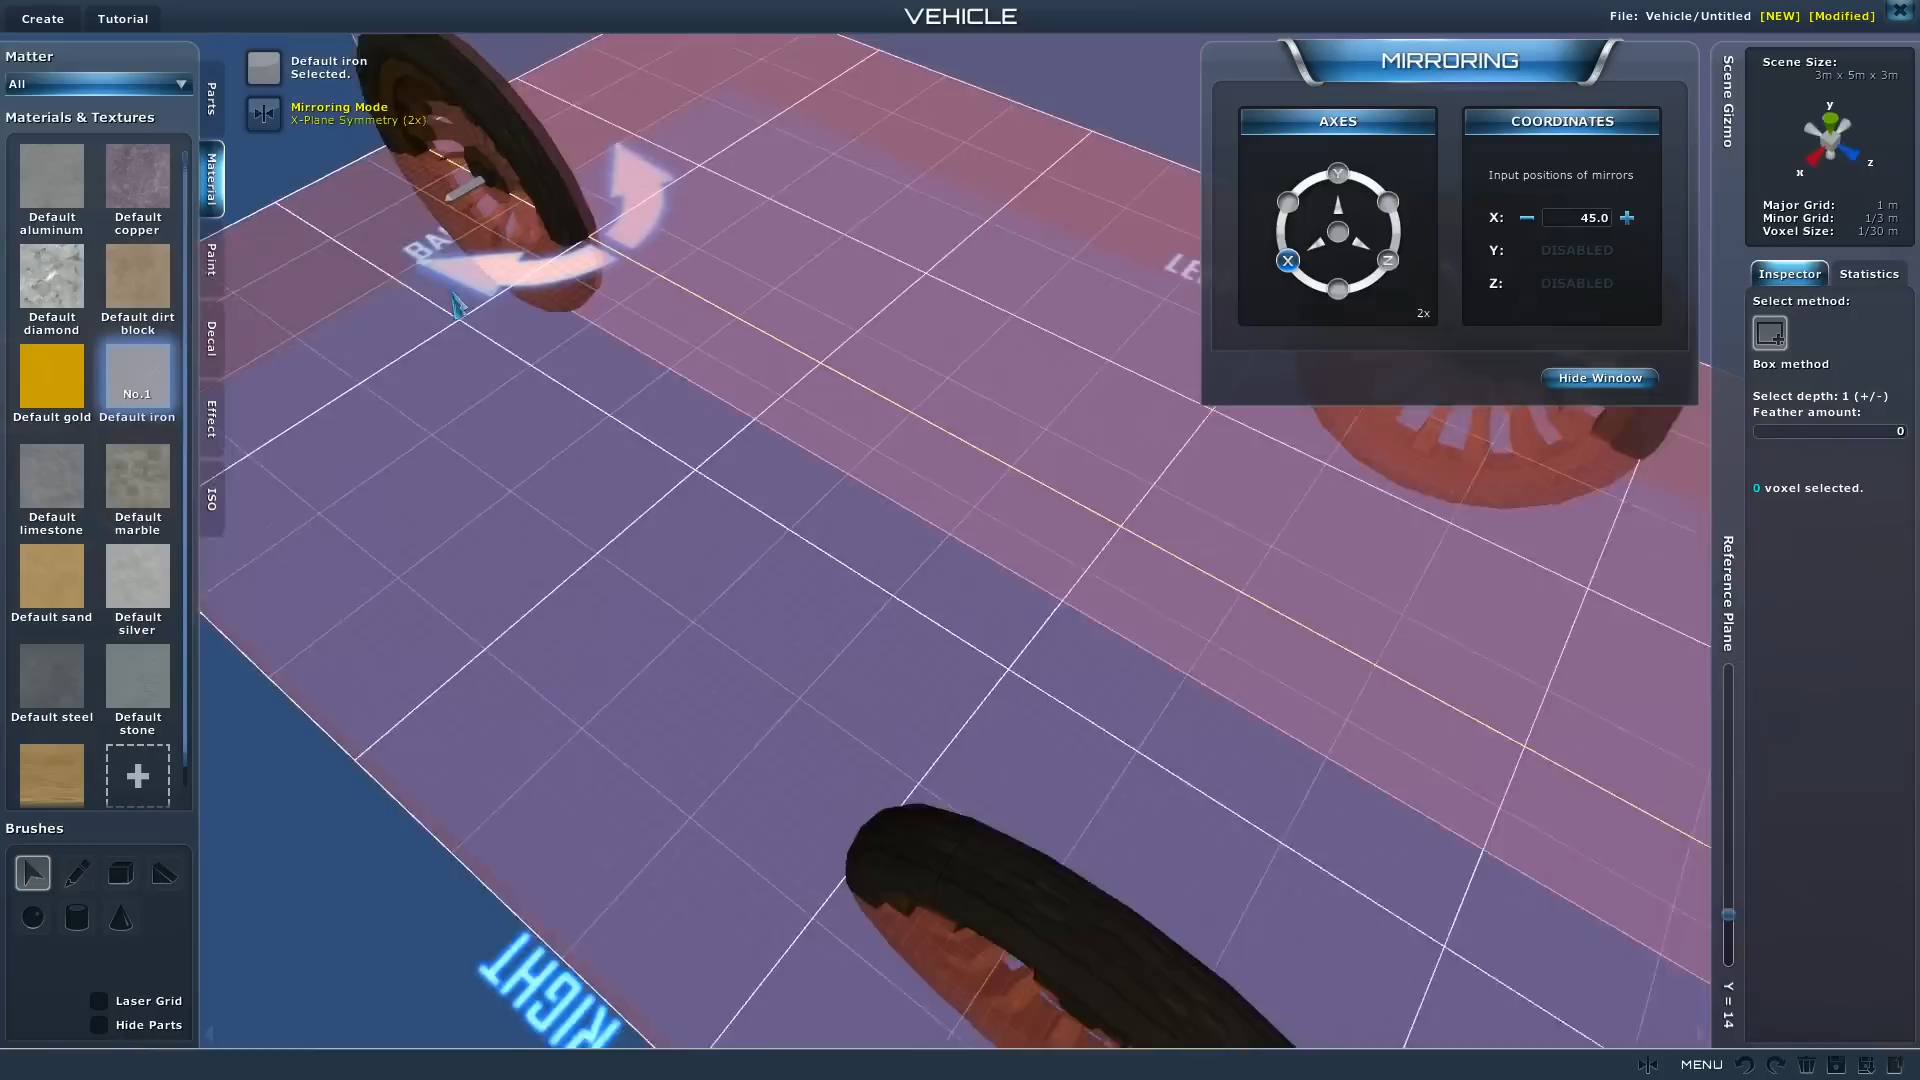 Create
Tutorial
VEHICLE
File: Vehicle/Untitled [NEW] [Modified]
Matter
All
Materials & Textures
Default aluminum
Default copper
Default diamond
Default dirt block
Default gold
No.1
Default iron
Default limestone
Default marble
Default sand
Default silver
Default steel
Default stone
Brushes
Laser Grid
Hide Parts
Parts
Material
Paint
Decal
Effect
ISO
Default iron
Selected.
Mirroring Mode
X-Plane Symmetry (2x)
RIGHT
MIRRORING
AXES
Y
X
Z
2x
COORDINATES
Input positions of mirrors
X: 45.0
Y: DISABLED
Z: DISABLED
Hide Window
Scene Gizmo
Reference Plane
Y = 14
Scene Size:
3m x 5m x 3m
y
z
x
Major Grid: 1 m
Minor Grid: 1/3 m
Voxel Size: 1/30 m
Inspector
Statistics
Select method:
Box method
Select depth: 1 (+/-)
Feather amount:
0
0 voxel selected.
MENU